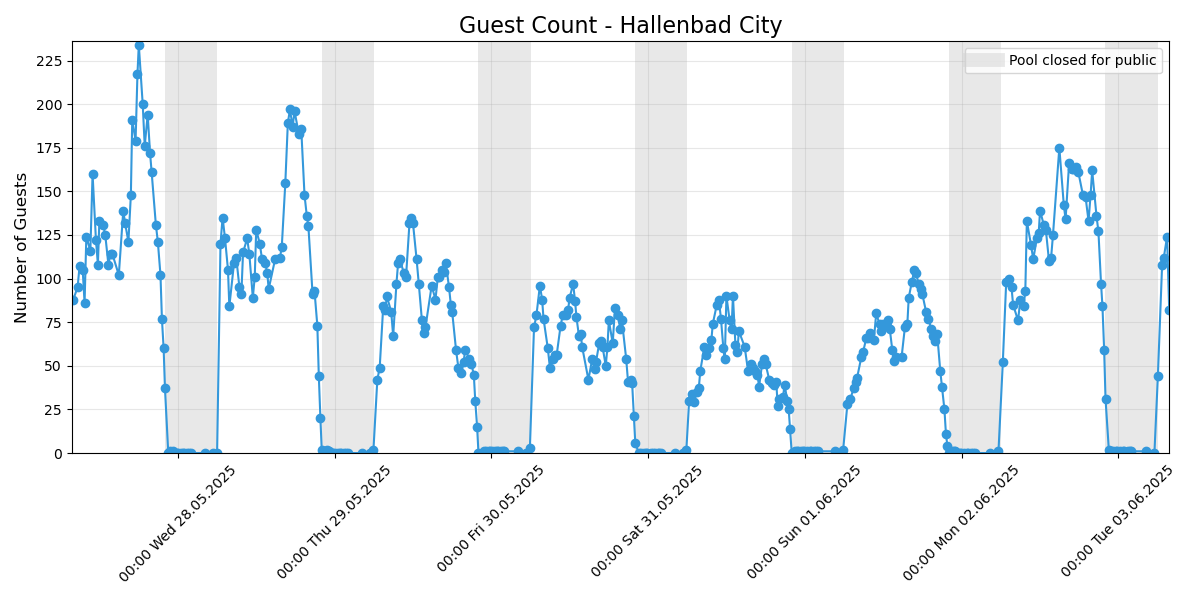 Guest Count - Hallenbad City
Pool closed for public
Number of Guests
225
200
175
150
125
100
75
50
25
0
00:00 Wed 28.05.2025
00:00 Thu 29.05.2025
00:00 Fri 30.05.2025
00:00 Sat 31.05.2025
00:00 Sun 01.06.2025
00:00 Mon 02.06.2025
00:00 Tue 03.06.2025